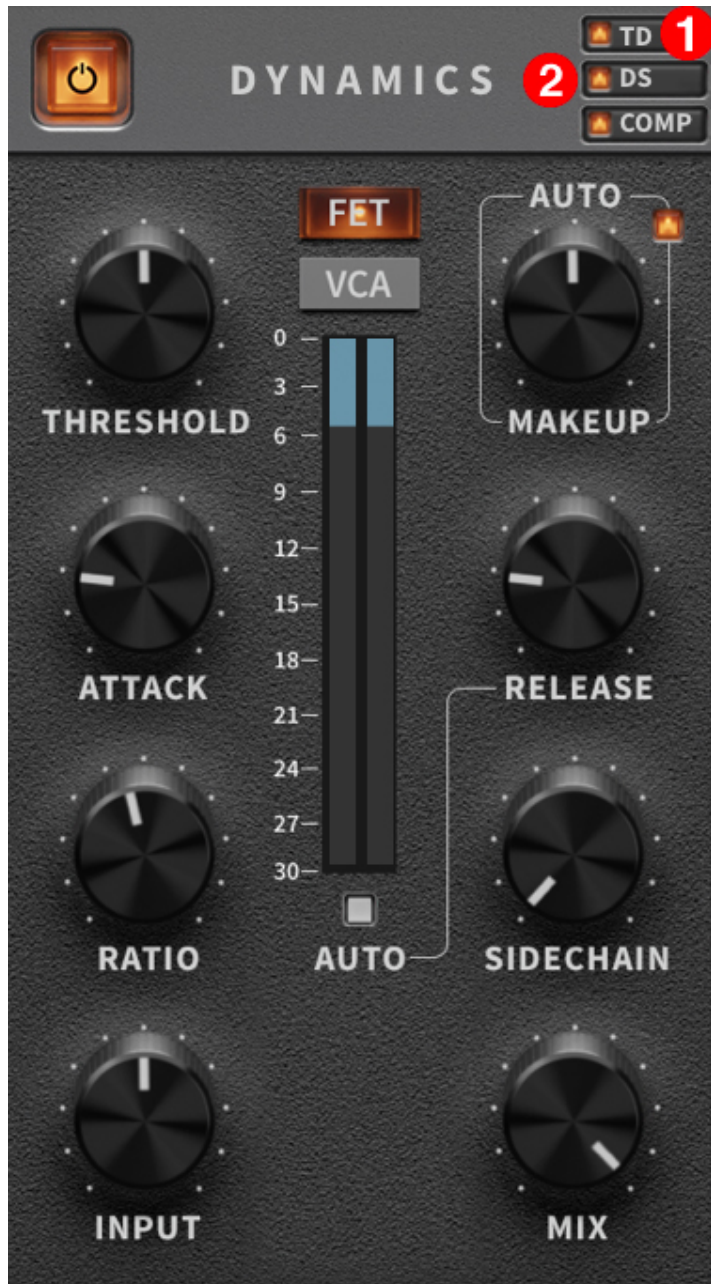 TD 1
DYNAMICS
2 DS
COMP
FET
AUTO
VCA
0
3
THRESHOLD
MAKEUP
6
9
12
15
18
ATTACK
RELEASE
21
24
27
30
RATIO
AUTO
SIDECHAIN
INPUT
MIX